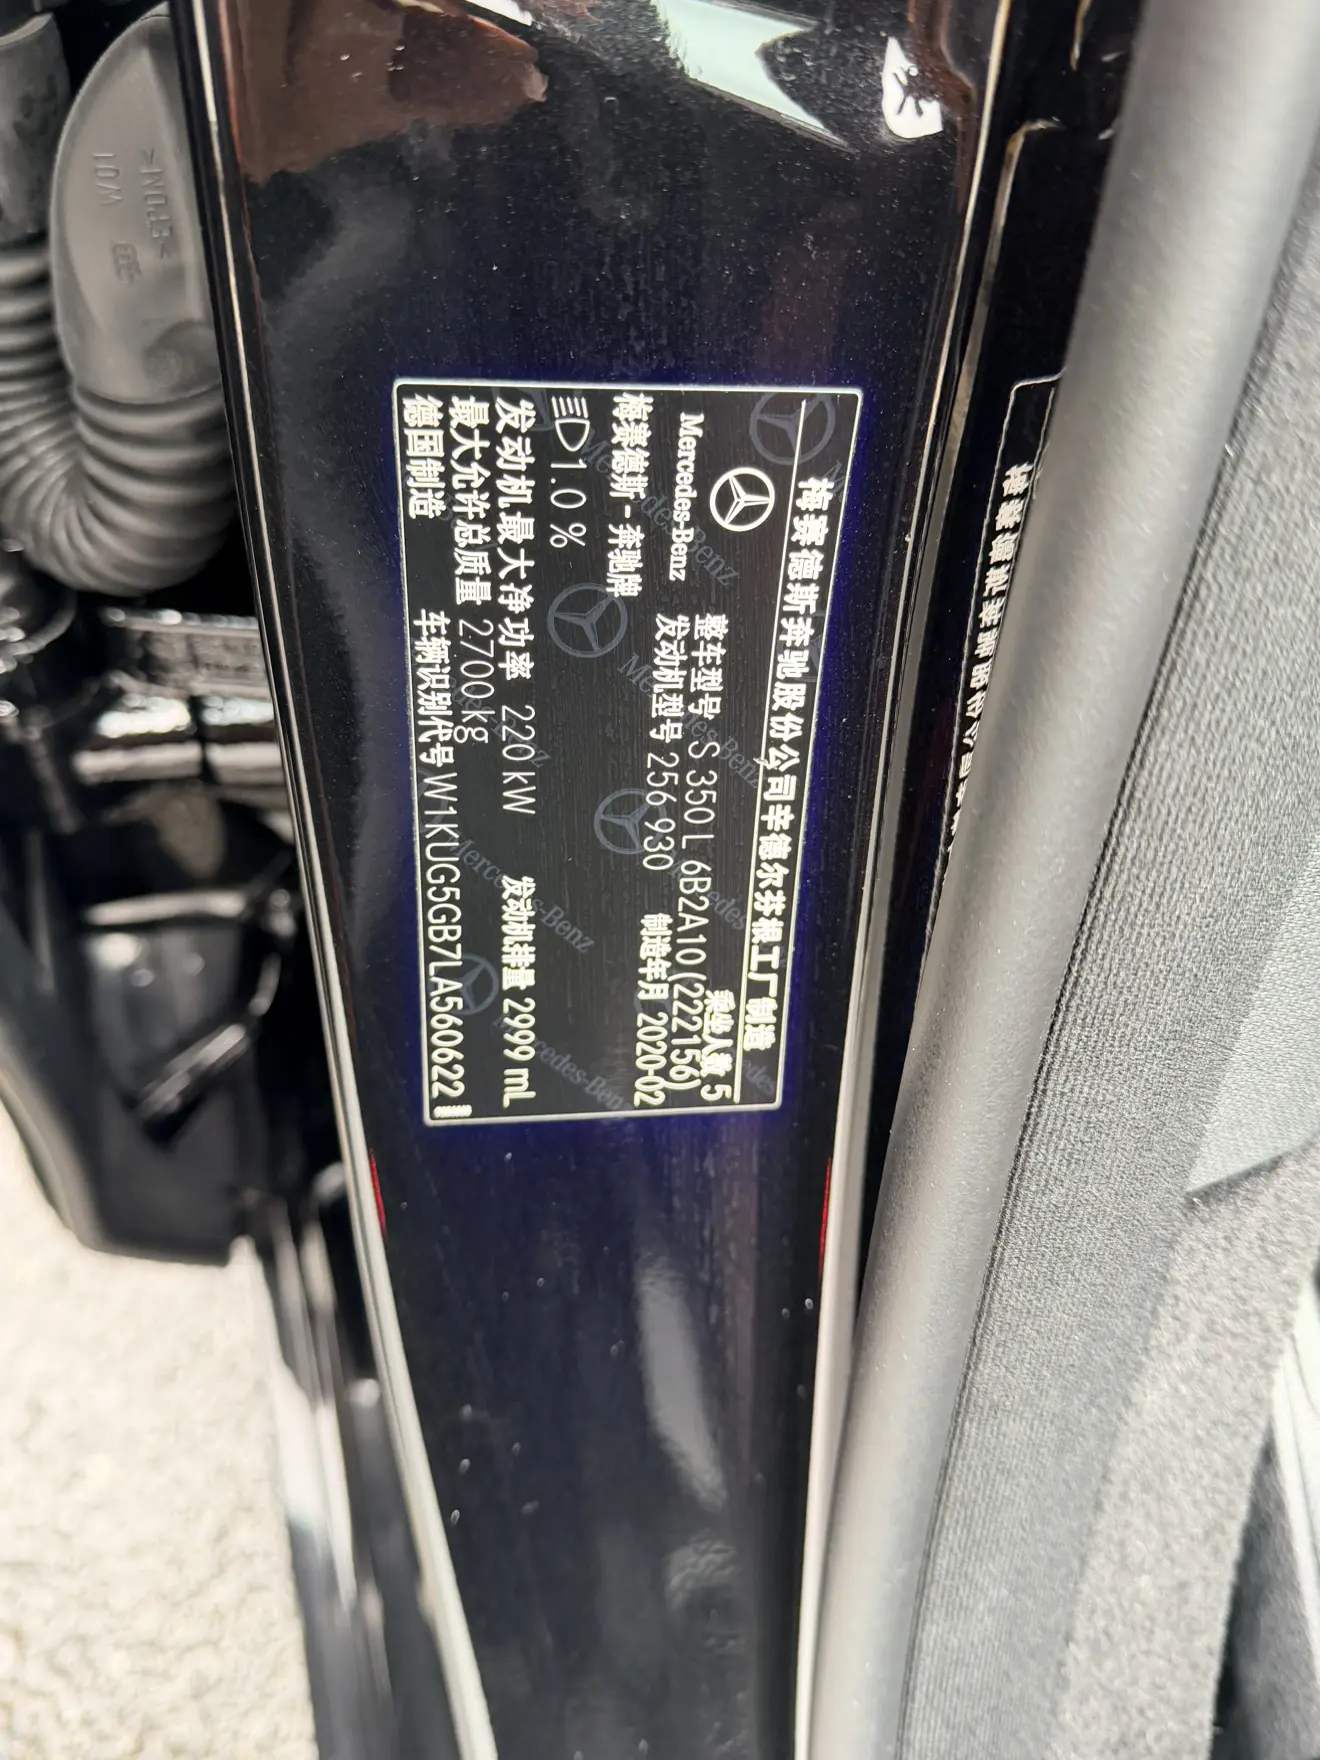 梅赛德斯奔驰股份公司辛德尔芬根工厂制造
Mercedes-Benz
乘坐人数 5
整车型号 S 350 L 6B2A10(222156)
梅赛德斯-奔驰牌
发动机型号 256 930
制造年月 2020-02
1.0 %
发动机最大净功率 220 kW
发动机排量 2999 mL
最大允许总质量 2700kg
德国制造
车辆识别代号 W1KUG5GB7LA560622